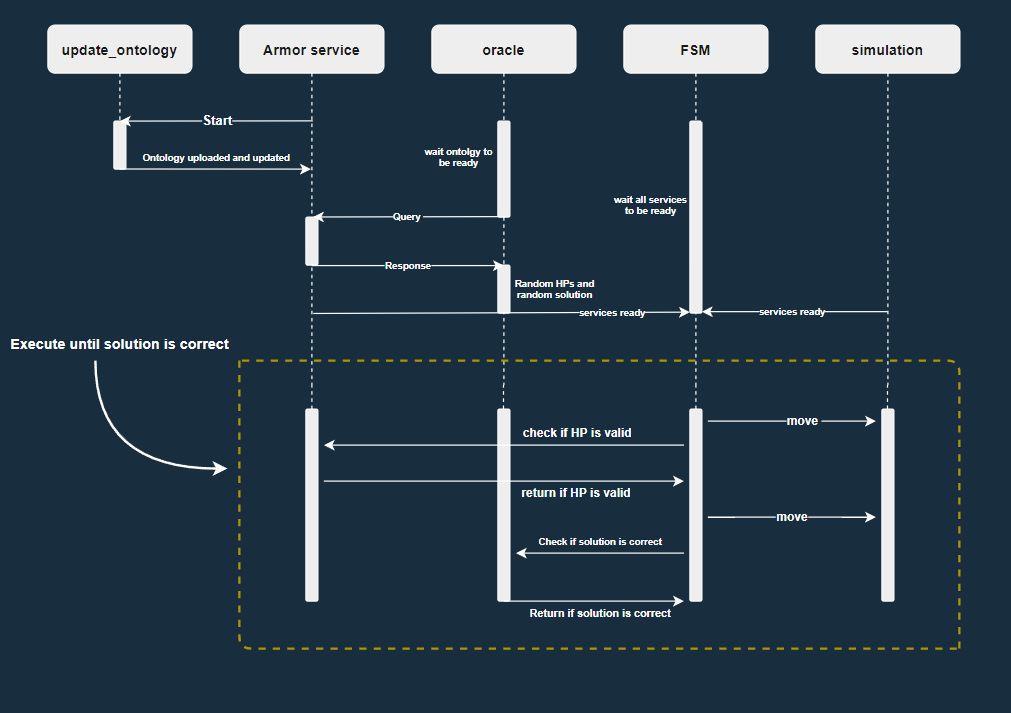 update_ontology
Armor service
oracle
FSM
simulation
Start
Ontology uploaded and updated
wait ontolgy to
be ready
wait all services
to be ready
Query
Response
Random HPs and
random solution
services ready
services ready
Execute until solution is correct
move
check if HP is valid
return if HP is valid
move
Check if solution is correct
Return if solution is correct